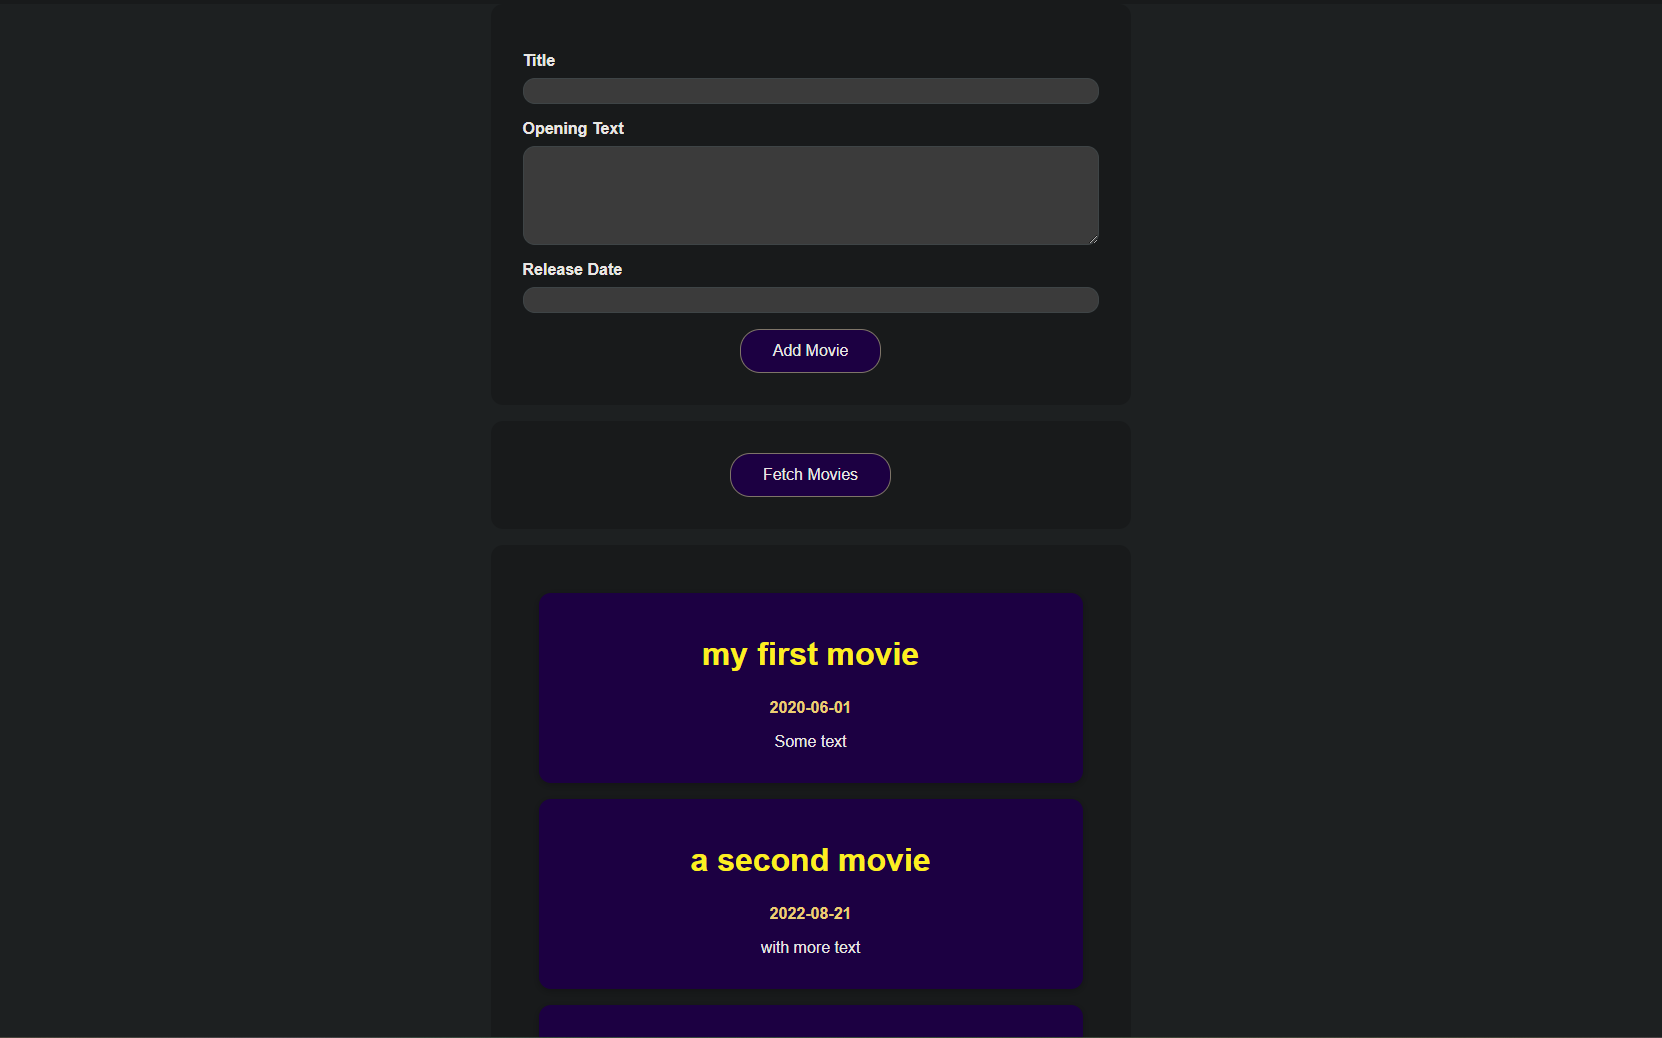 Title
Opening Text
Release Date
Add Movie
Fetch Movies
my first movie
2020-06-01
Some text
a second movie
2022-08-21
with more text